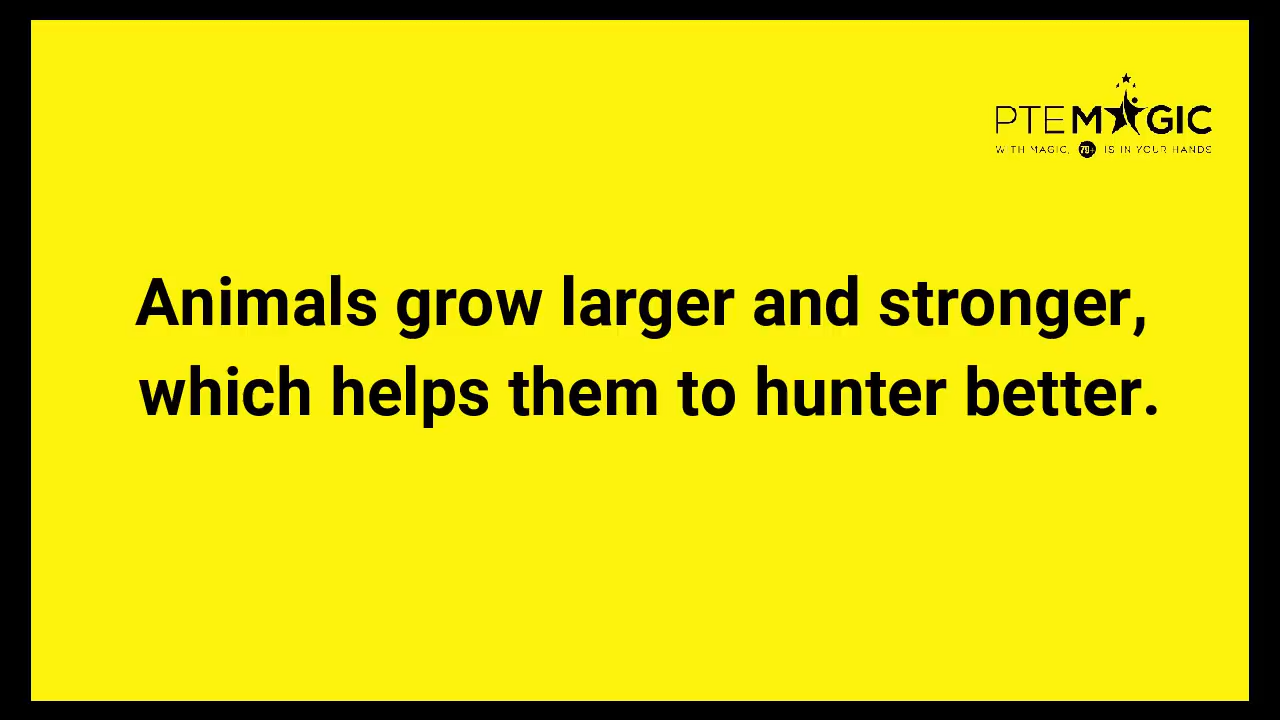 PTEMAGIC
WITH MAGIC, 79+ IS IN YOUR HANDS
Animals grow larger and stronger,
which helps them to hunter better.